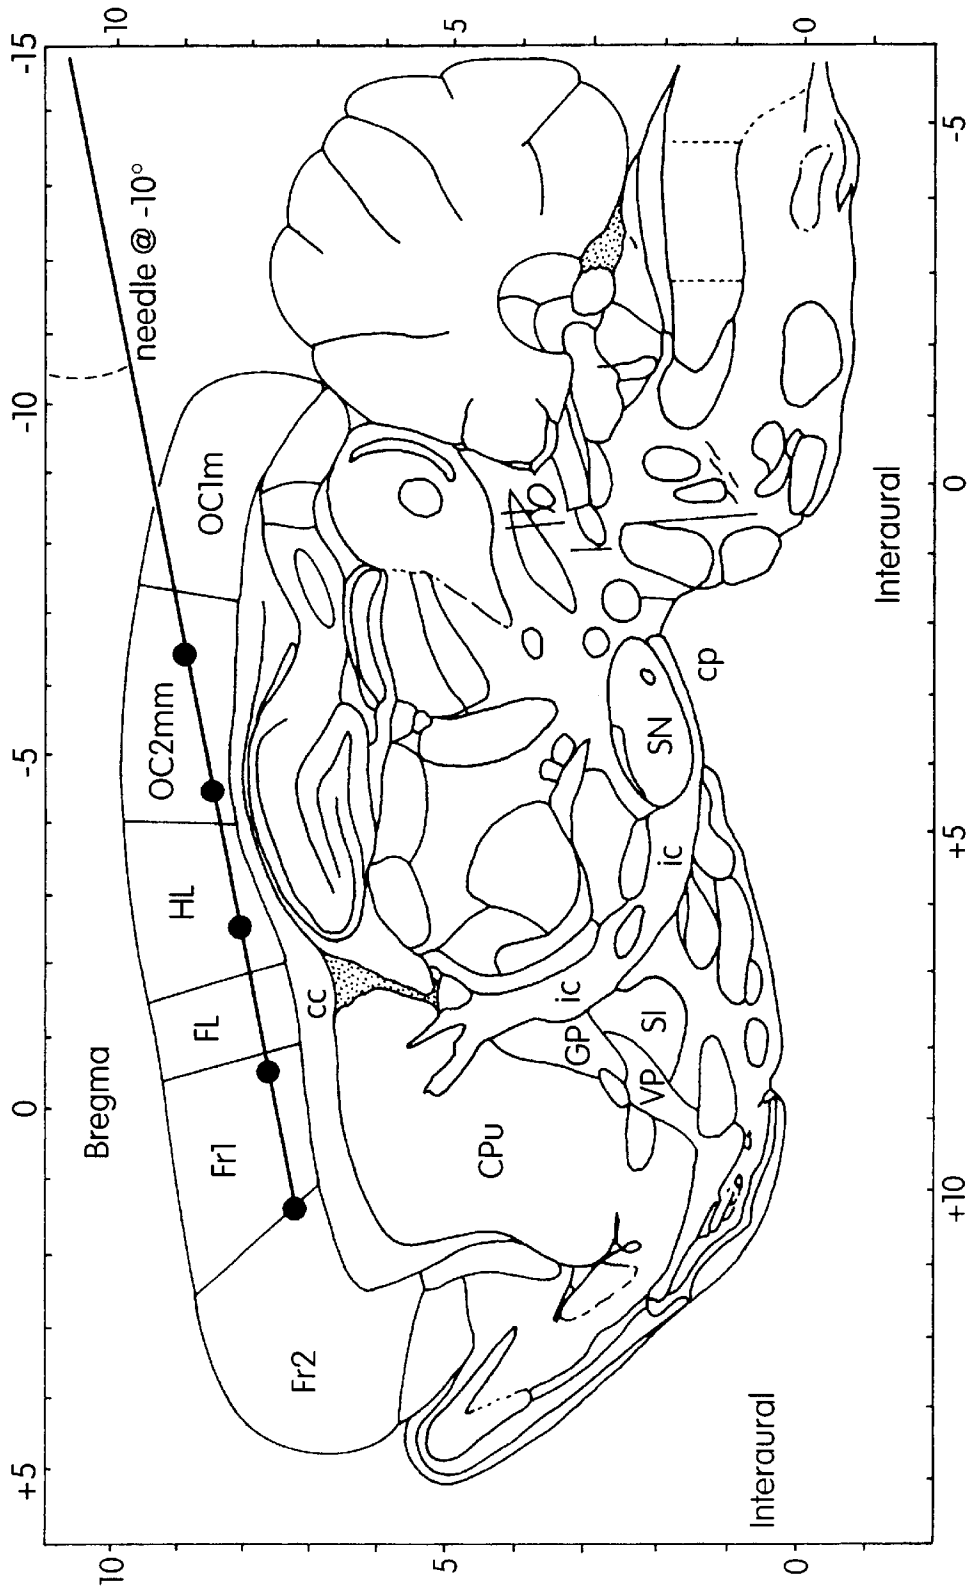 +5 0 -5 -10 -15
Bregma
needle @ -10°
10 10
Fr2 Fr1 FL HL OC2mm OC1m
cc
5 5
CPu
GP ic
VP SI
ic SN
cp
0 0
Interaural
Interaural
+10 +5 0 -5